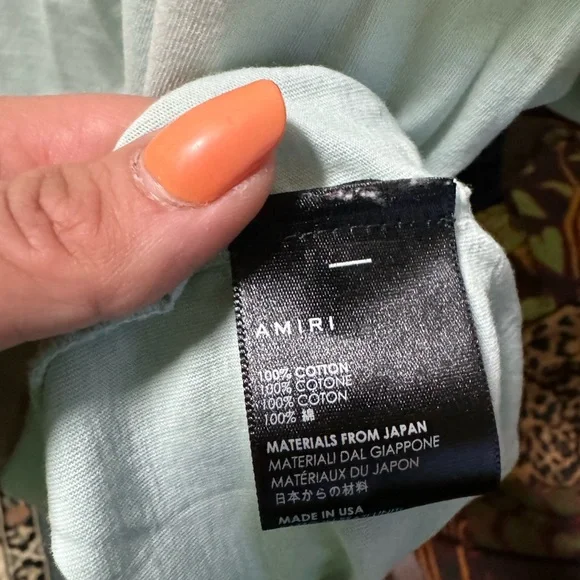 AMIRI
100% COTTON
100% COTONE
100% COTON
100% 綿
MATERIALS FROM JAPAN
MATERIALI DAL GIAPPONE
MATÉRIAUX DU JAPON
日本からの材料
MADE IN USA